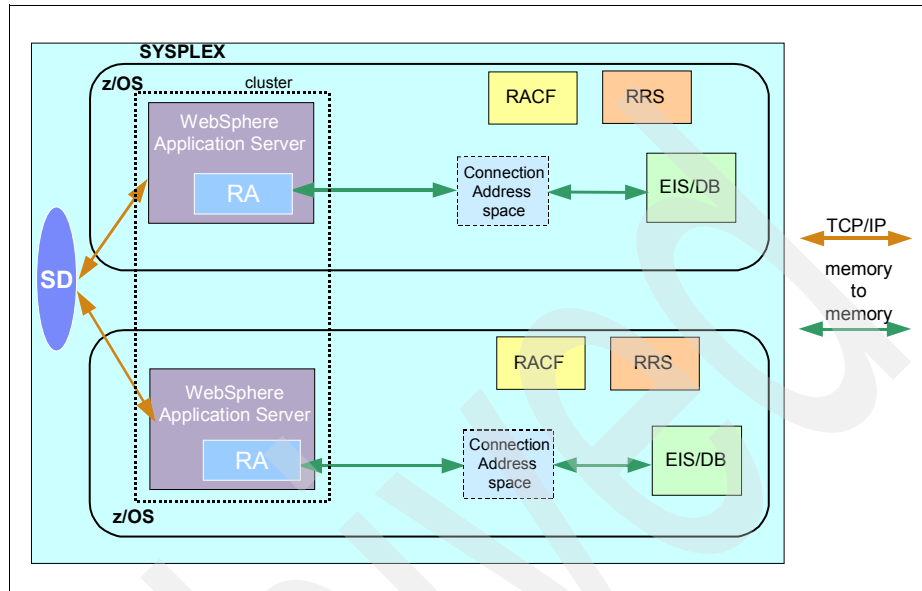 SYSPLEX
z/OS
cluster
WebSphere
Application Server
RA
RACF
RRS
Connection
Address
space
EIS/DB
SD
TCP/IP
memory
to
memory
WebSphere
Application Server
RA
RACF
RRS
Connection
Address
space
EIS/DB
z/OS